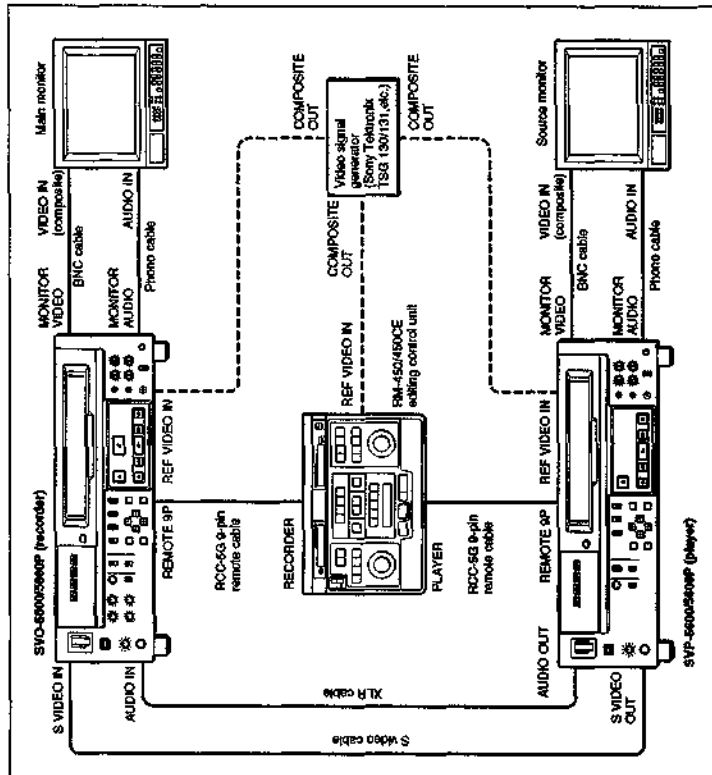 Main monitor
VIDEO IN
(composite)
AUDIO IN
BNC cable
Phono cable
MONITOR
VIDEO
MONITOR
AUDIO
SVO-5800/5800P (recorder)
REF VIDEO IN
REMOTE 9P
S VIDEO IN
AUDIO IN
COMPOSITE
OUT
Video signal
generator
(Sony Tektronix
TSG 130/131, etc.)
COMPOSITE
OUT
COMPOSITE
OUT
REF VIDEO IN
RM-450/450CE
editing control unit
RECORDER
PLAYER
RCC-5G 9-pin
remote cable
RCC-5G 9-pin
remote cable
XLR cable
S video cable
Source monitor
VIDEO IN
(composite)
AUDIO IN
BNC cable
Phono cable
MONITOR
VIDEO
MONITOR
AUDIO
REF VIDEO IN
REMOTE 9P
AUDIO OUT
S VIDEO
OUT
SVP-5600/5600P (player)